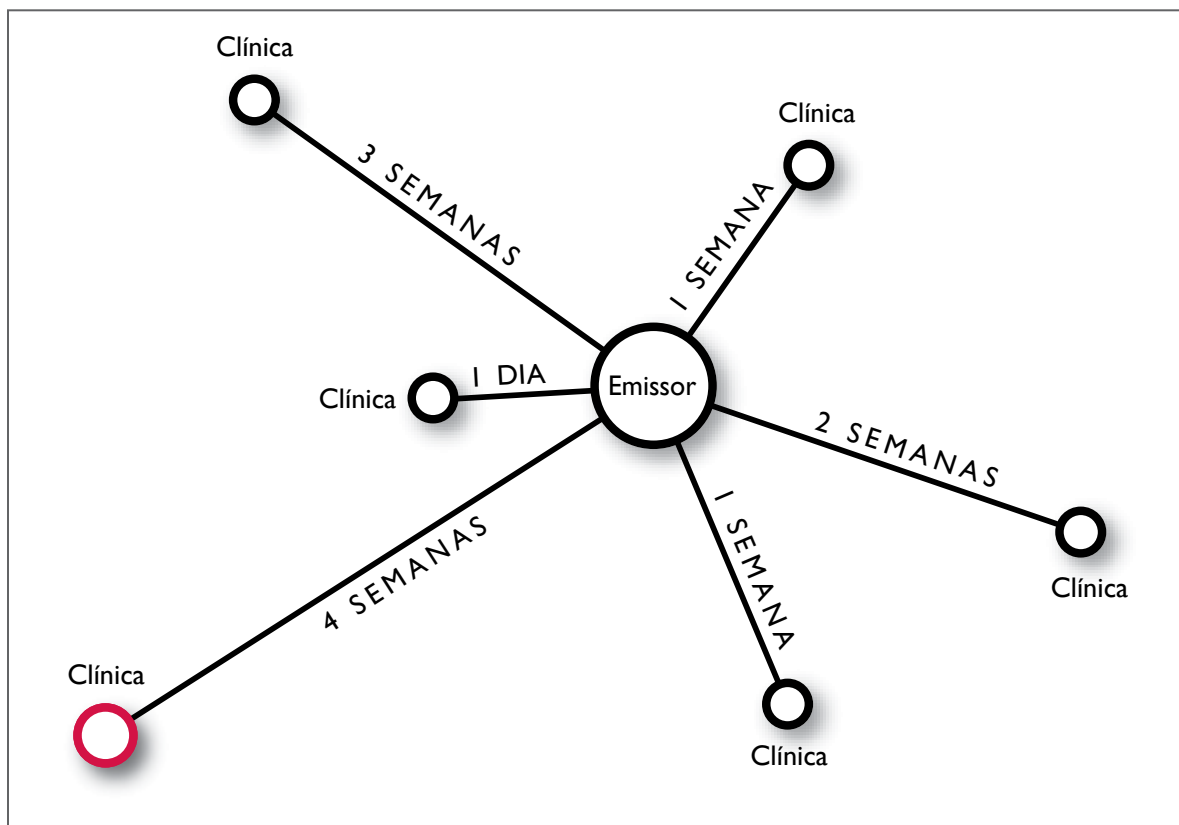 Clínica
Clínica
3 SEMANAS
1 SEMANA
1 DIA
Clínica
Emissor
2 SEMANAS
4 SEMANAS
1 SEMANA
Clínica
Clínica
Clínica